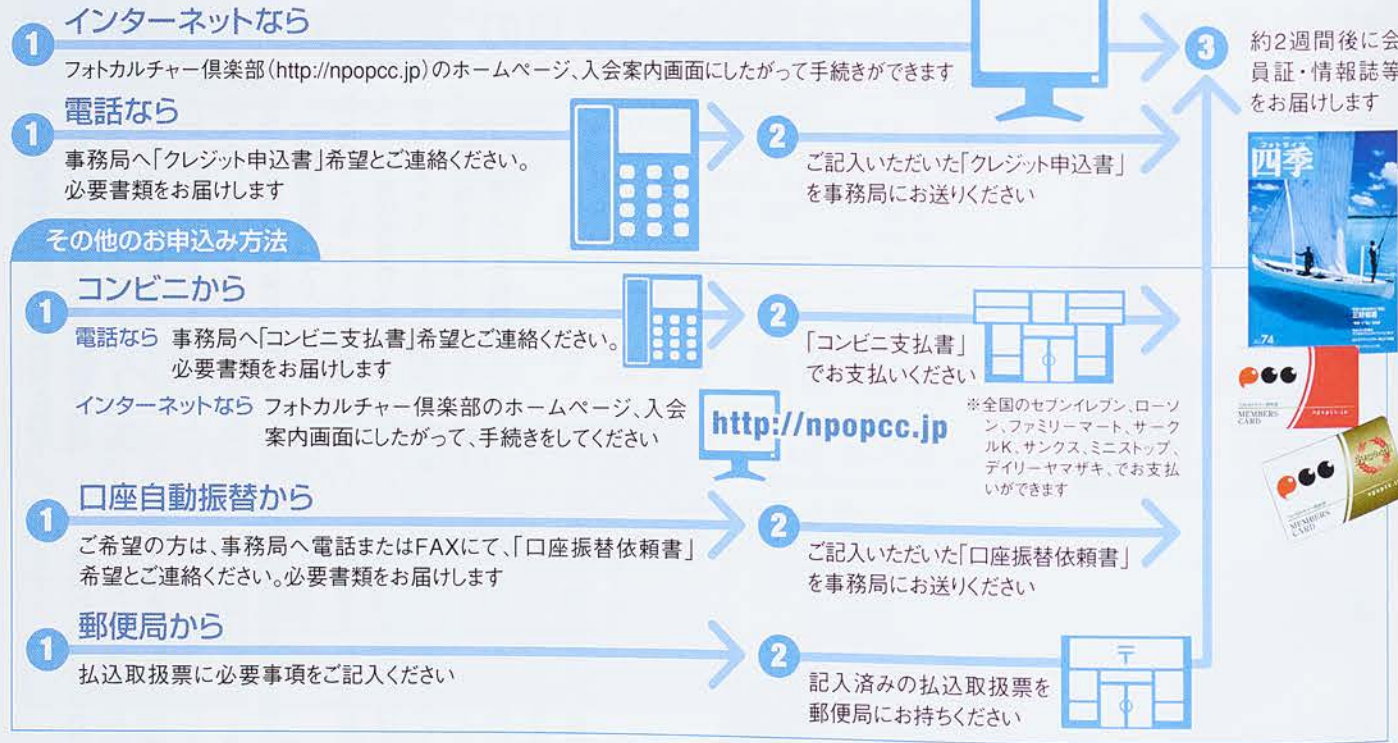 1 インターネットなら
フォトカルチャー倶楽部(http://npopcc.jp)のホームページ、入会案内画面にしたがって手続きができます
3 約2週間後に会
員証・情報誌等
をお届けします
1 電話なら
事務局へ「クレジット申込書」希望とご連絡ください。
必要書類をお届けします
2 ご記入いただいた「クレジット申込書」
を事務局にお送りください
その他のお申込み方法
1 コンビニから
電話なら 事務局へ「コンビニ支払書」希望とご連絡ください。
必要書類をお届けします
インターネットなら フォトカルチャー倶楽部のホームページ、入会
案内画面にしたがって、手続きをしてください
http://npopcc.jp
2 「コンビニ支払書」
でお支払いください
※全国のセブンイレブン、ローソ
ン、ファミリーマート、サーク
ルK、サンクス、ミニストップ、
デイリーヤマザキ、でお支払
いができます
1 口座自動振替から
ご希望の方は、事務局へ電話またはFAXにて、「口座振替依頼書」
希望とご連絡ください。必要書類をお届けします
2 ご記入いただいた「口座振替依頼書」
を事務局にお送りください
1 郵便局から
払込取扱票に必要事項をご記入ください
2 記入済みの払込取扱票を
郵便局にお持ちください
〒
フォトライフ
四季
74
MEMBERS
CARD
npopcc.jp
MEMBERS
CARD